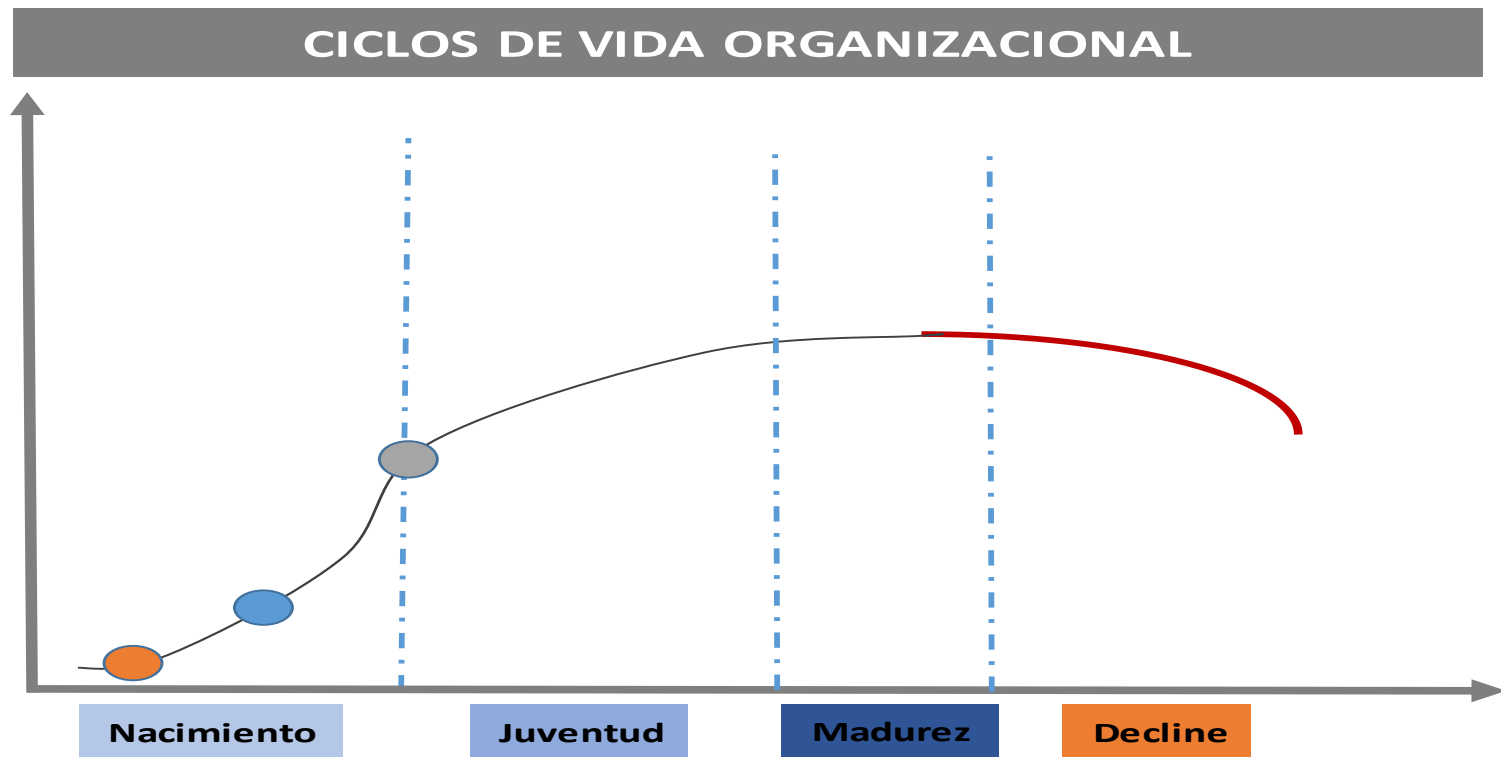 CICLOS DE VIDA ORGANIZACIONAL
Nacimiento
Juventud
Madurez
Decline